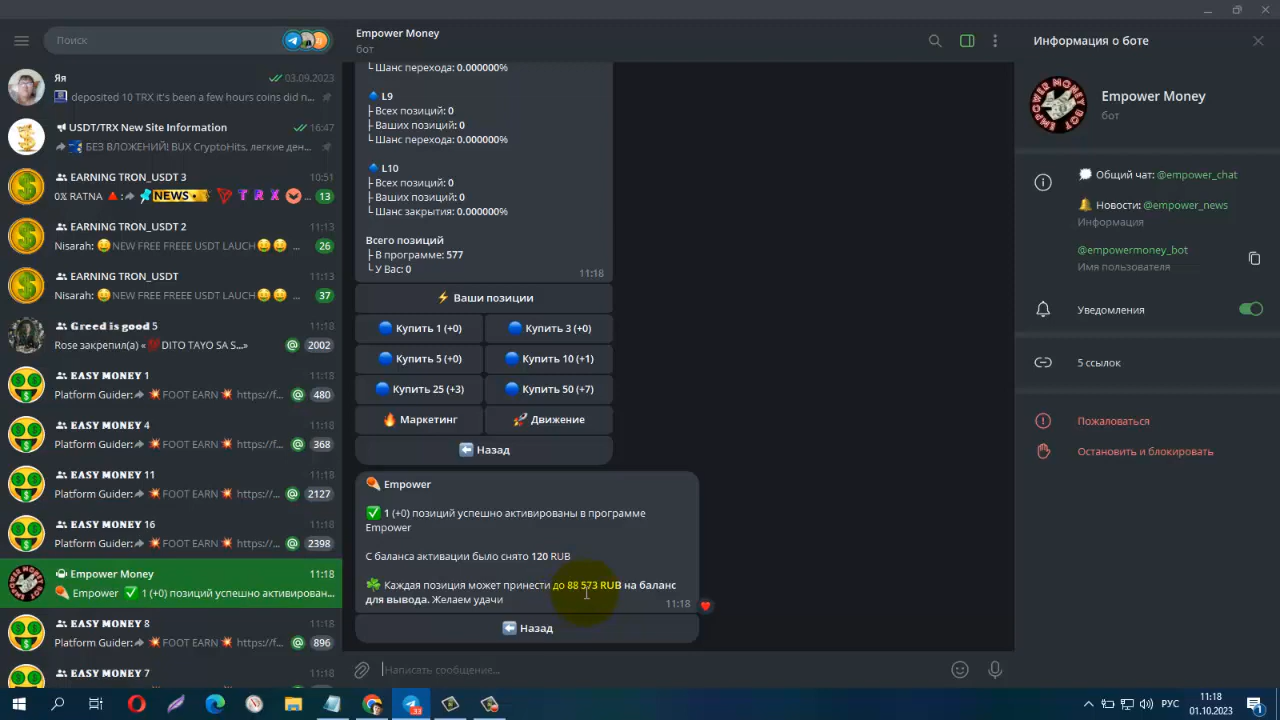 Поиск
Яя
03.09.2023
deposited 10 TRX it's been a few hours coins did n...
USDT/TRX New Site Information
16:47
БЕЗ ВЛОЖЕНИЙ! BUX CryptoHits, легкие ден...
EARNING TRON_USDT 3
10:51
0% RATNA 🔺: NEWS • T R X ...
13
EARNING TRON_USDT 2
11:13
Nisarah: 😀NEW FREE FREEE USDT LAUCH😀😀 ...
26
EARNING TRON_USDT
11:13
Nisarah: 😀NEW FREE FREEE USDT LAUCH😀😀 ...
37
𝐆𝐫𝐞𝐞𝐝 𝐢𝐬 𝐠𝐨𝐨𝐝 5
11:18
Rose закрепил(а) «💯DITO TAYO SA S...»
@ 2002
𝐄𝐀𝐒𝐘 𝐌𝐎𝐍𝐄𝐘 1
11:18
Platform Guider: 💥 FOOT EARN 💥 https://f...
@ 480
𝐄𝐀𝐒𝐘 𝐌𝐎𝐍𝐄𝐘 4
11:18
Platform Guider: 💥 FOOT EARN 💥 https://f...
@ 368
𝐄𝐀𝐒𝐘 𝐌𝐎𝐍𝐄𝐘 11
11:18
Platform Guider: 💥 FOOT EARN 💥 https://...
@ 2127
𝐄𝐀𝐒𝐘 𝐌𝐎𝐍𝐄𝐘 16
11:18
Platform Guider: 💥 FOOT EARN 💥 https://...
@ 2398
Empower Money
11:18
Empower ✅ 1 (+0) позиций успешно активирован...
𝐄𝐀𝐒𝐘 𝐌𝐎𝐍𝐄𝐘 8
11:18
Platform Guider: 💥 FOOT EARN 💥 https://f...
@ 896
𝐄𝐀𝐒𝐘 𝐌𝐎𝐍𝐄𝐘 7
11:18
Empower Money
бот
└ Шанс перехода: 0.000000%
🔹 L9
├ Всех позиций: 0
├ Ваших позиций: 0
└ Шанс перехода: 0.000000%
🔹 L10
├ Всех позиций: 0
├ Ваших позиций: 0
└ Шанс закрытия: 0.000000%
Всего позиций
├ В программе: 577
└ У Вас: 0
11:18
⚡ Ваши позиции
🔵 Купить 1 (+0)
🔵 Купить 3 (+0)
🔵 Купить 5 (+0)
🔵 Купить 10 (+1)
🔵 Купить 25 (+3)
🔵 Купить 50 (+7)
🔥 Маркетинг
🚀 Движение
⬅️ Назад
Empower
✅ 1 (+0) позиций успешно активированы в программе
Empower
С баланса активации было снято 120 RUB
🍀 Каждая позиция может принести до 88 573 RUB на баланс
для вывода. Желаем удачи
11:18
⬅️ Назад
Написать сообщение...
Информация о боте
EMPOWER MONEY BOT
Empower Money
бот
💭 Общий чат: @empower_chat
🔔 Новости: @empower_news
Информация
@empowermoney_bot
Имя пользователя
Уведомления
5 ссылок
Пожаловаться
Остановить и блокировать
33
РУС
11:18
01.10.2023
1